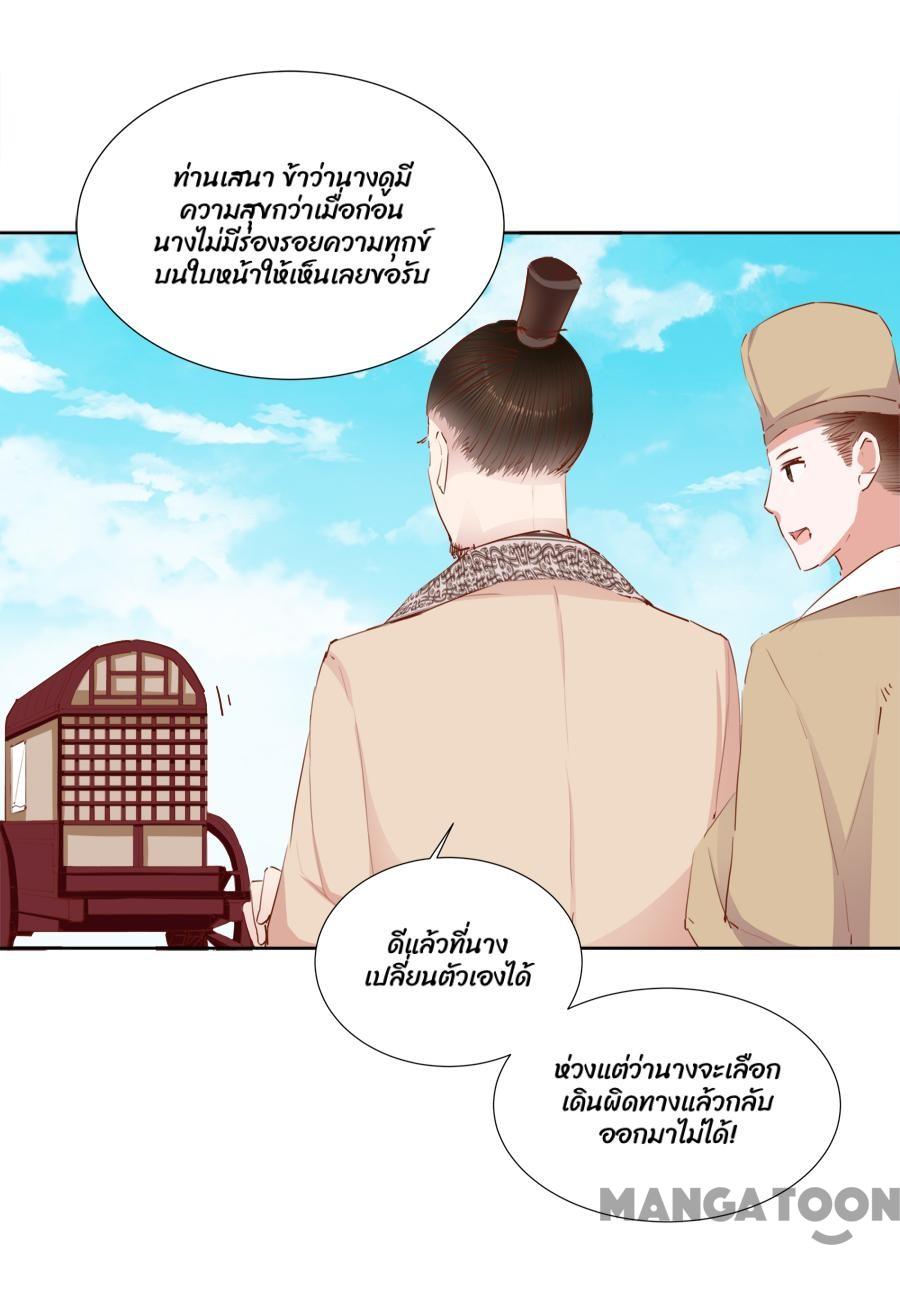 ท่านเสนา ข้าว่านางดูมี
ความสุขกว่าเมื่อก่อน
นางไม่มีร่องรอยความทุกข์
บนใบหน้าให้เห็นเลยขอรับ
ดีแล้วที่นาง
เปลี่ยนตัวเองได้
ห่วงแต่ว่านางจะเลือก
เดินผิดทางแล้วกลับ
ออกมาไม่ได้!
MANGATOON